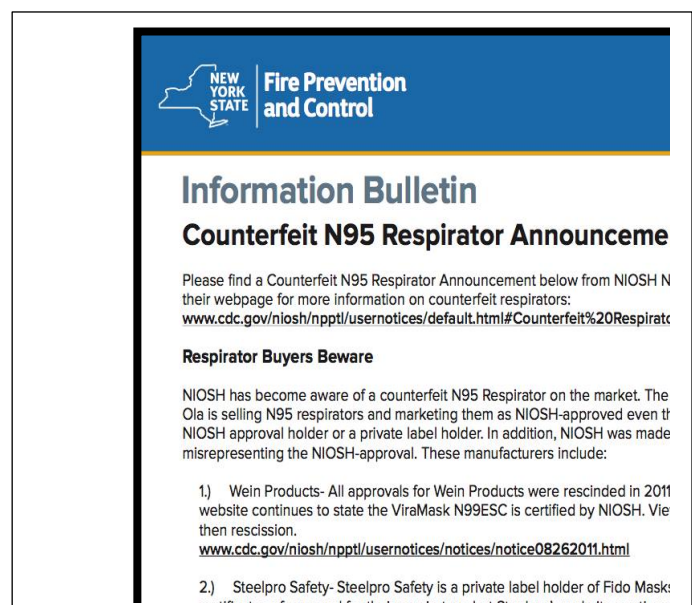 NEW
YORK
STATE
Fire Prevention
and Control
Information Bulletin
Counterfeit N95 Respirator Announceme
Please find a Counterfeit N95 Respirator Announcement below from NIOSH N
their webpage for more information on counterfeit respirators:
www.cdc.gov/niosh/npptl/usernotices/default.html#Counterfeit%20Respirato
Respirator Buyers Beware
NIOSH has become aware of a counterfeit N95 Respirator on the market. The
Ola is selling N95 respirators and marketing them as NIOSH-approved even th
NIOSH approval holder or a private label holder. In addition, NIOSH was made
misrepresenting the NIOSH-approval. These manufacturers include:
1.) Wein Products- All approvals for Wein Products were rescinded in 2011
website continues to state the ViraMask N99ESC is certified by NIOSH. Vie
then rescission.
www.cdc.gov/niosh/npptl/usernotices/notices/notice08262011.html
2.) Steelpro Safety- Steelpro Safety is a private label holder of Fido Masks